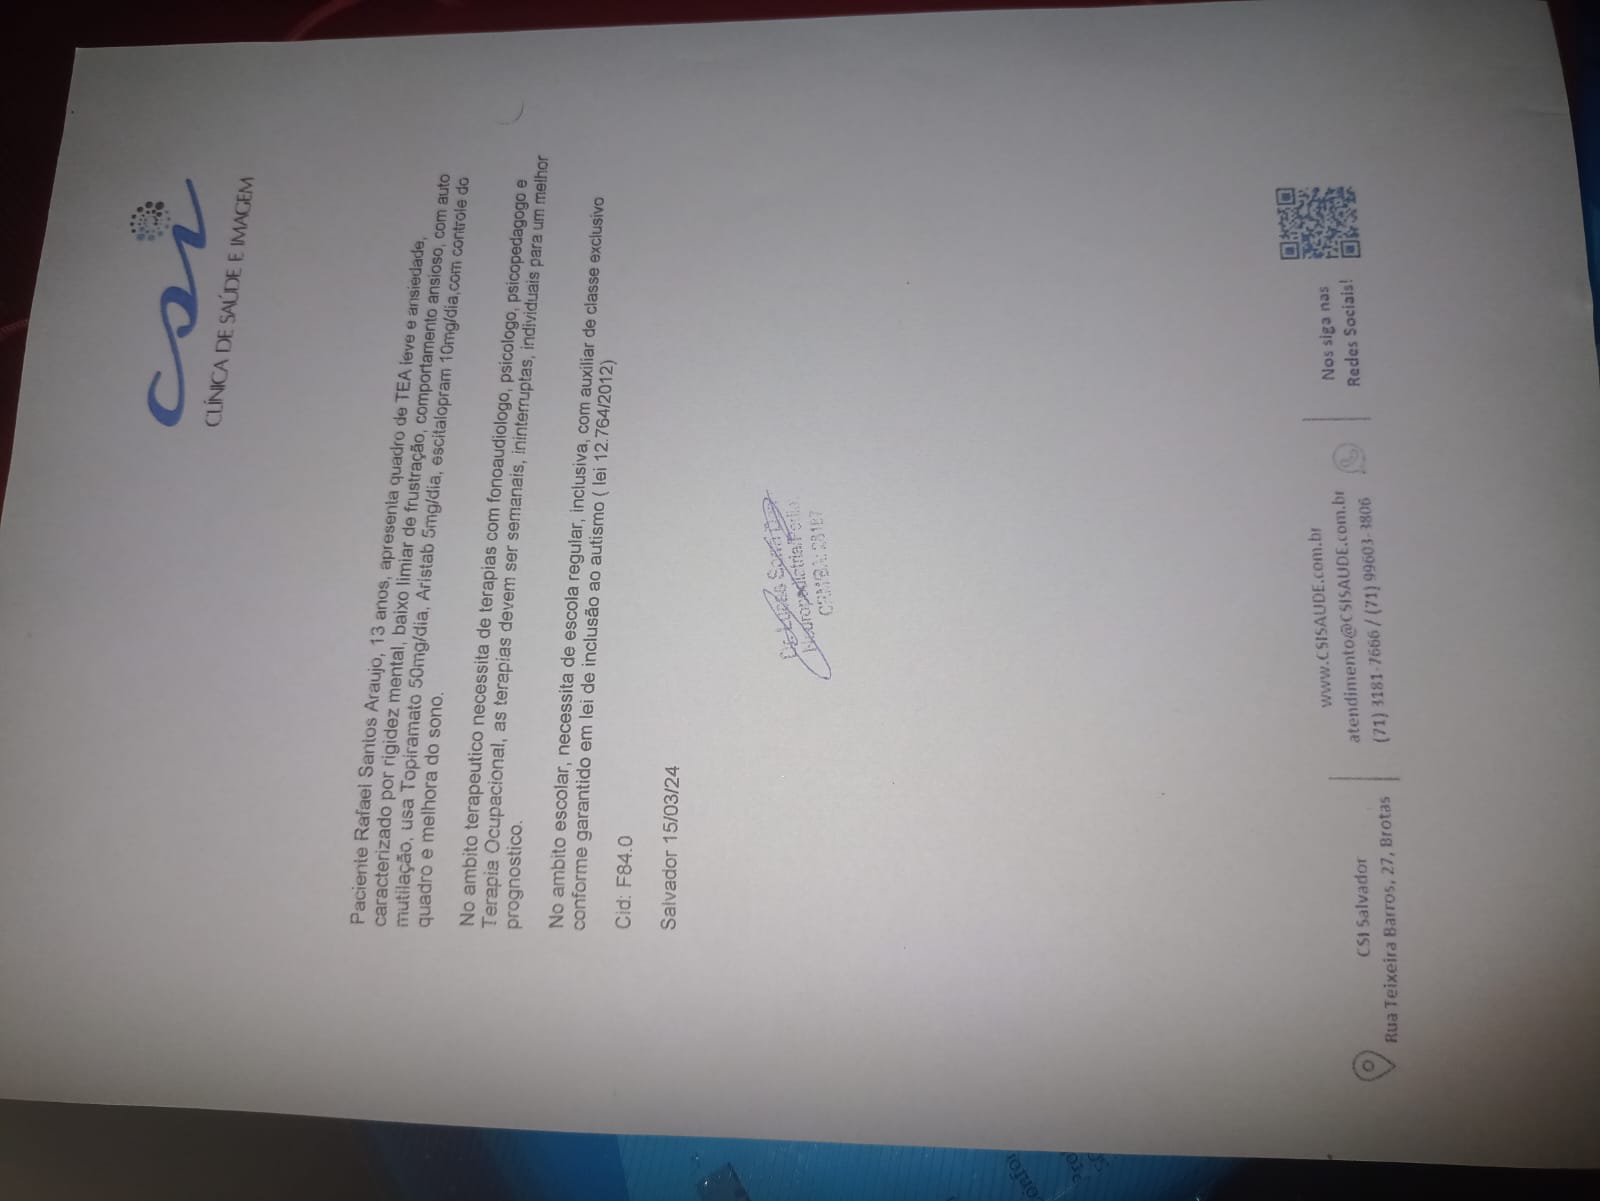 csi
CLÍNICA DE SAÚDE E IMAGEM
Paciente Rafael Santos Araujo, 13 anos, apresenta quadro de TEA leve e ansiedade,
caracterizado por rigidez mental, baixo limiar de frustração, comportamento ansioso, com auto
mutilação, usa Topiramato 50mg/dia, Aristab 5mg/dia, escitalopram 10mg/dia,com controle do
quadro e melhora do sono.
No ambito terapeutico necessita de terapias com fonoaudiologo, psicologo, psicopedagogo e
Terapia Ocupacional, as terapias devem ser semanais, ininterruptas, individuais para um melhor
prognostico.
No ambito escolar, necessita de escola regular, inclusiva, com auxiliar de classe exclusivo
conforme garantido em lei de inclusão ao autismo ( lei 12.764/2012)
Cid: F84.0
Salvador 15/03/24
Neuropediatria
CSI Salvador
Rua Teixeira Barros, 27, Brotas
www.CSISAUDE.com.br
atendimento@CSISAUDE.com.br
(71) 3181-7666 / (71) 99603-3806
Nos siga nas
Redes Sociais!